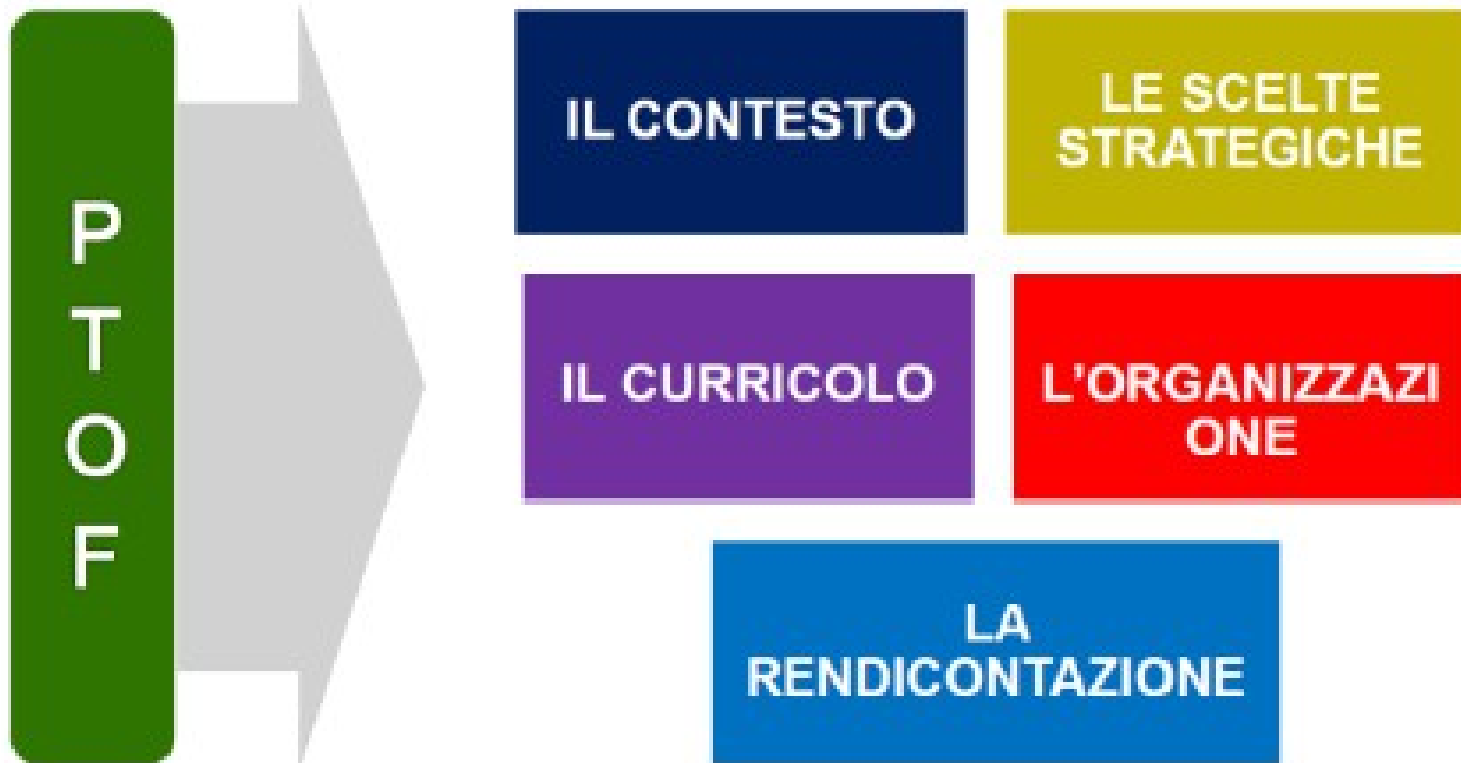 P
T
O
F
IL CONTESTO
LE SCELTE
STRATEGICHE
IL CURRICOLO
L'ORGANIZZAZI
ONE
LA
RENDICONTAZIONE